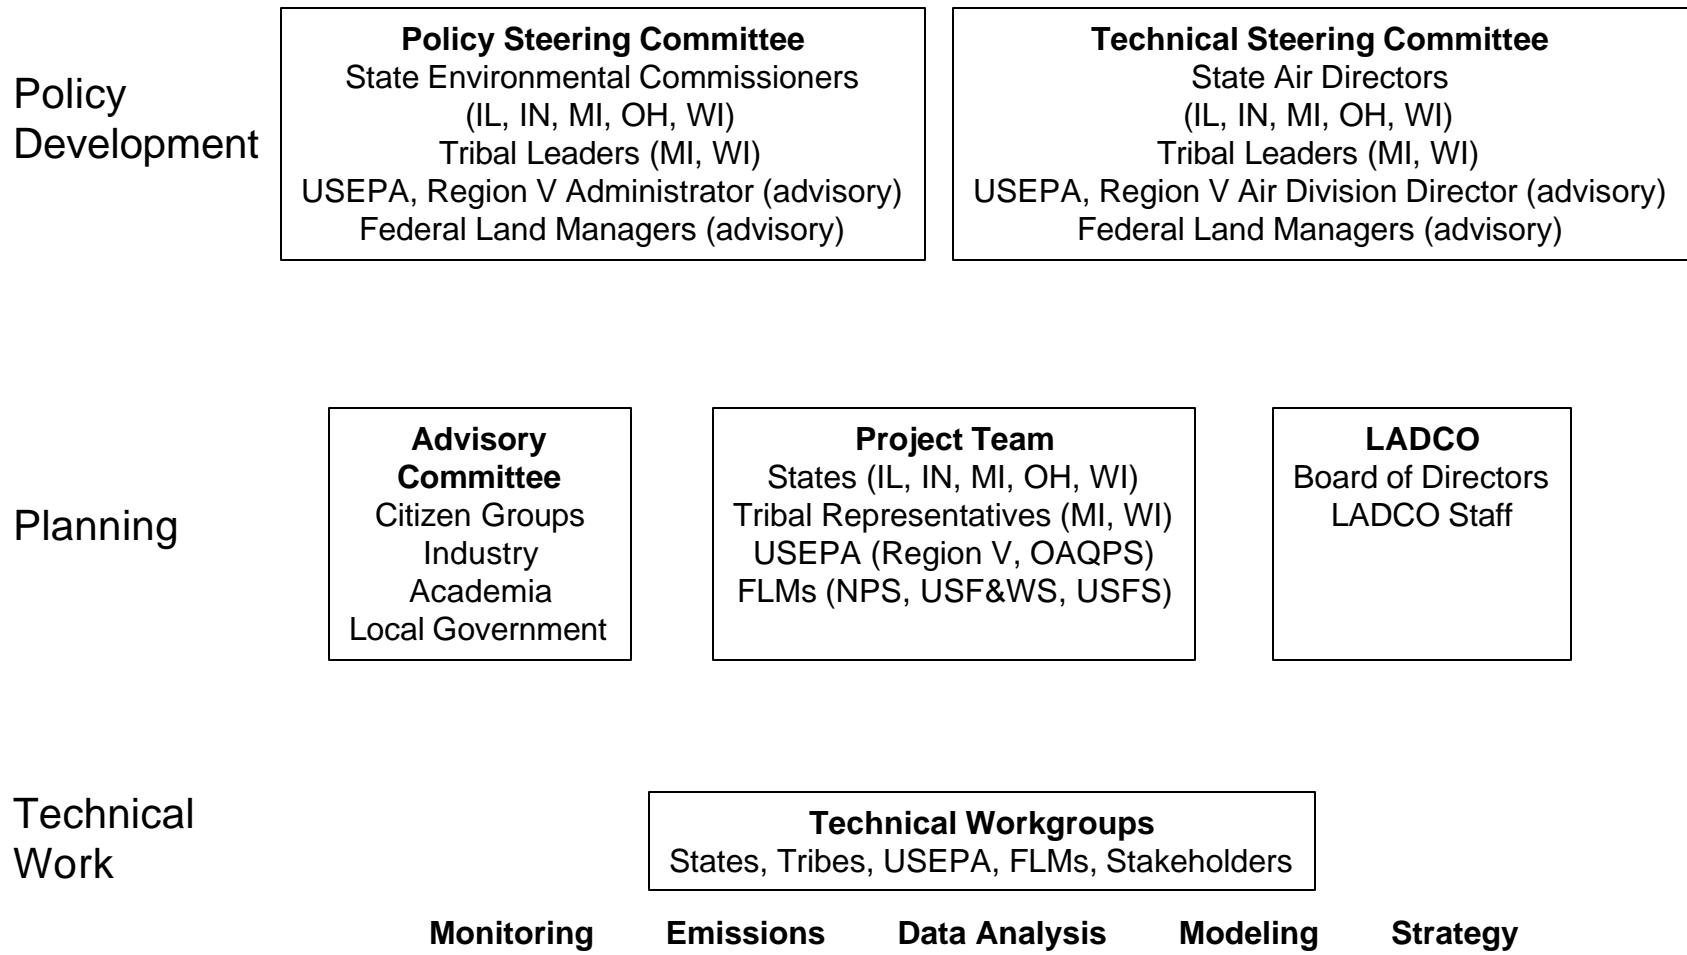 Policy
Development
Policy Steering Committee
State Environmental Commissioners
(IL, IN, MI, OH, WI)
Tribal Leaders (MI, WI)
USEPA, Region V Administrator (advisory)
Federal Land Managers (advisory)
Technical Steering Committee
State Air Directors
(IL, IN, MI, OH, WI)
Tribal Leaders (MI, WI)
USEPA, Region V Air Division Director (advisory)
Federal Land Managers (advisory)
Planning
Advisory
Committee
Citizen Groups
Industry
Academia
Local Government
Project Team
States (IL, IN, MI, OH, WI)
Tribal Representatives (MI, WI)
USEPA (Region V, OAQPS)
FLMs (NPS, USF&WS, USFS)
LADCO
Board of Directors
LADCO Staff
Technical
Work
Technical Workgroups
States, Tribes, USEPA, FLMs, Stakeholders
Monitoring Emissions Data Analysis Modeling Strategy